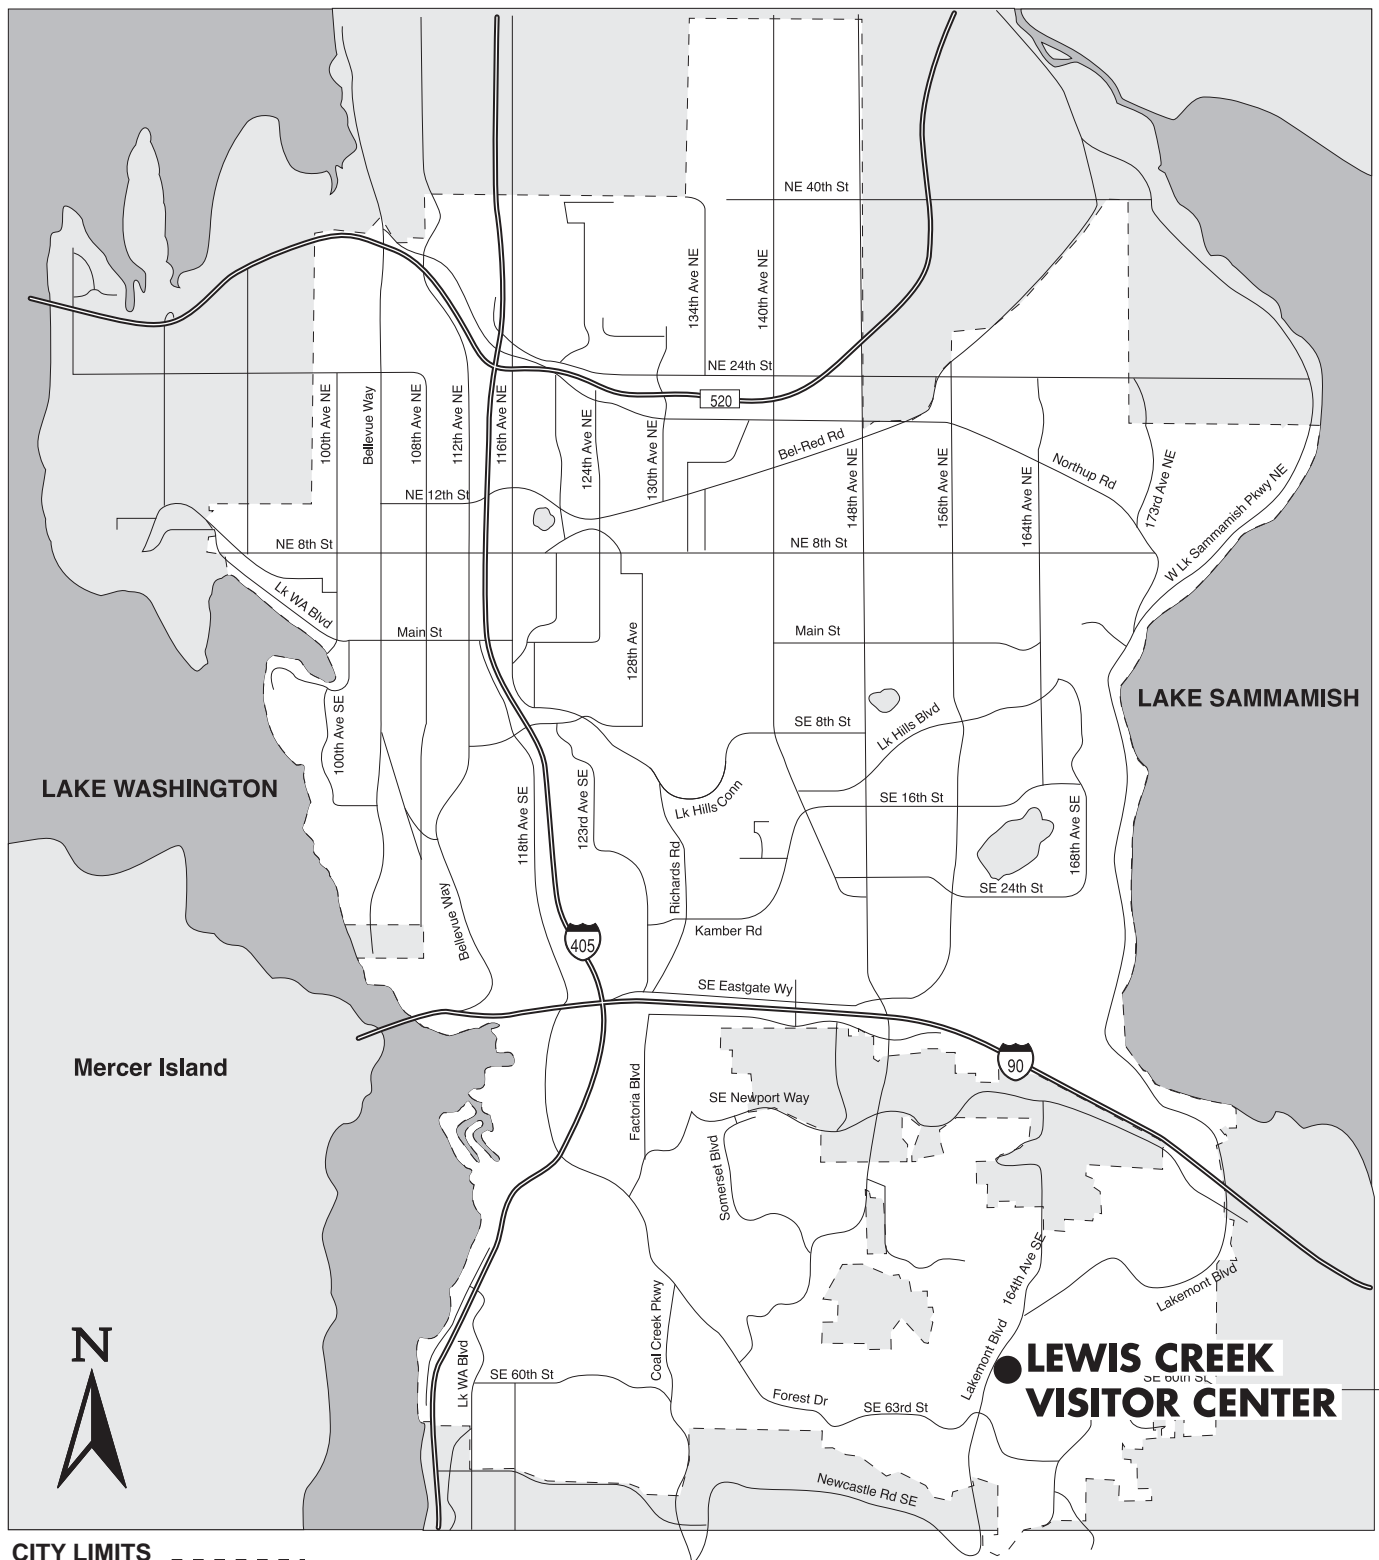 NE 40th St
134th Ave NE
140th Ave NE
NE 24th St
520
100th Ave NE
Bellevue Way
108th Ave NE
112th Ave NE
116th Ave NE
124th Ave NE
130th Ave NE
Bel-Red Rd
148th Ave NE
156th Ave NE
164th Ave NE
Northup Rd
173rd Ave NE
W Lk Sammamish Pkwy NE
NE 12th St
NE 8th St
NE 8th St
Lk WA Blvd
Main St
Main St
128th Ave
LAKE SAMMAMISH
100th Ave SE
SE 8th St
Lk Hills Blvd
LAKE WASHINGTON
118th Ave SE
123rd Ave SE
Lk Hills Conn
SE 16th St
168th Ave SE
Richards Rd
SE 24th St
Bellevue Way
Kamber Rd
405
SE Eastgate Wy
90
Mercer Island
Factoria Blvd
SE Newport Way
Somerset Blvd
164th Ave SE
Lakemont Blvd
Coal Creek Pkwy
N
Lk WA Blvd
SE 60th St
Lakemont Blvd
LEWIS CREEK
SE 60th St
VISITOR CENTER
Forest Dr
SE 63rd St
Newcastle Rd SE
CITY LIMITS